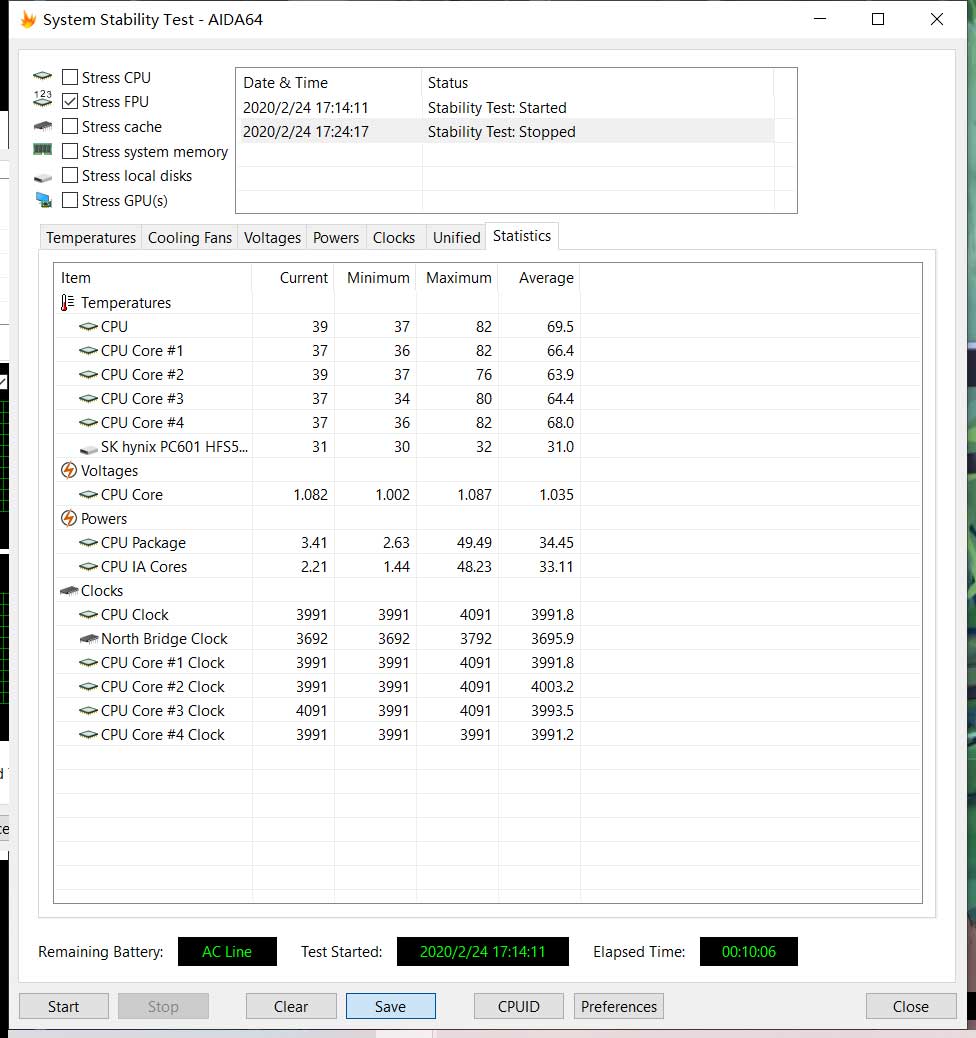 System Stability Test - AIDA64
Stress CPU
123
Stress FPU
Stress cache
Stress system memory
Stress local disks
Stress GPU(s)
Date & Time Status
2020/2/24 17:14:11 Stability Test: Started
2020/2/24 17:24:17 Stability Test: Stopped
Temperatures Cooling Fans Voltages Powers Clocks Unified Statistics
Item Current Minimum Maximum Average
Temperatures
CPU 39 37 82 69.5
CPU Core #1 37 36 82 66.4
CPU Core #2 39 37 76 63.9
CPU Core #3 37 34 80 64.4
CPU Core #4 37 36 82 68.0
SK hynix PC601 HFS5... 31 30 32 31.0
Voltages
CPU Core 1.082 1.002 1.087 1.035
Powers
CPU Package 3.41 2.63 49.49 34.45
CPU IA Cores 2.21 1.44 48.23 33.11
Clocks
CPU Clock 3991 3991 4091 3991.8
North Bridge Clock 3692 3692 3792 3695.9
CPU Core #1 Clock 3991 3991 4091 3991.8
CPU Core #2 Clock 3991 3991 4091 4003.2
CPU Core #3 Clock 4091 3991 4091 3993.5
CPU Core #4 Clock 3991 3991 3991 3991.2
Remaining Battery: AC Line Test Started: 2020/2/24 17:14:11 Elapsed Time: 00:10:06
Start Stop Clear Save CPUID Preferences Close